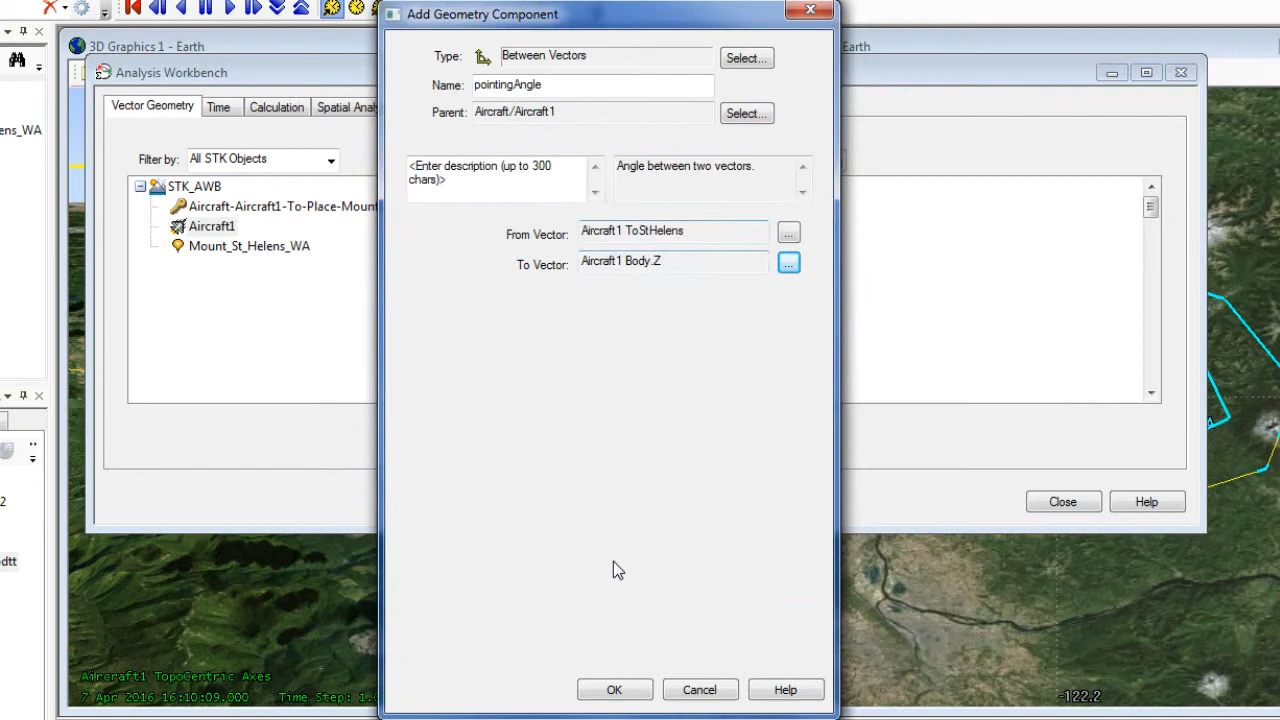 Add Geometry Component
3D Graphics 1 - Earth
Earth
Analysis Workbench
Vector Geometry
Time
Calculation
Spatial Analy
Type:
Between Vectors
Select...
Name:
pointingAngle
Parent:
Aircraft/Aircraft1
Select...
ens_WA
Filter by:
All STK Objects
<Enter description (up to 300
chars)>
Angle between two vectors.
STK_AWB
Aircraft-Aircraft1-To-Place-Mount
Aircraft1
Mount_St_Helens_WA
From Vector:
Aircraft1 ToStHelens
...
To Vector:
Aircraft1 Body.Z
...
2
Close
Help
dtt
Aircraft1 TopoCentric Axes
7 Apr 2016 16:10:09.000
Time Step: 1.0
-122.2
OK
Cancel
Help